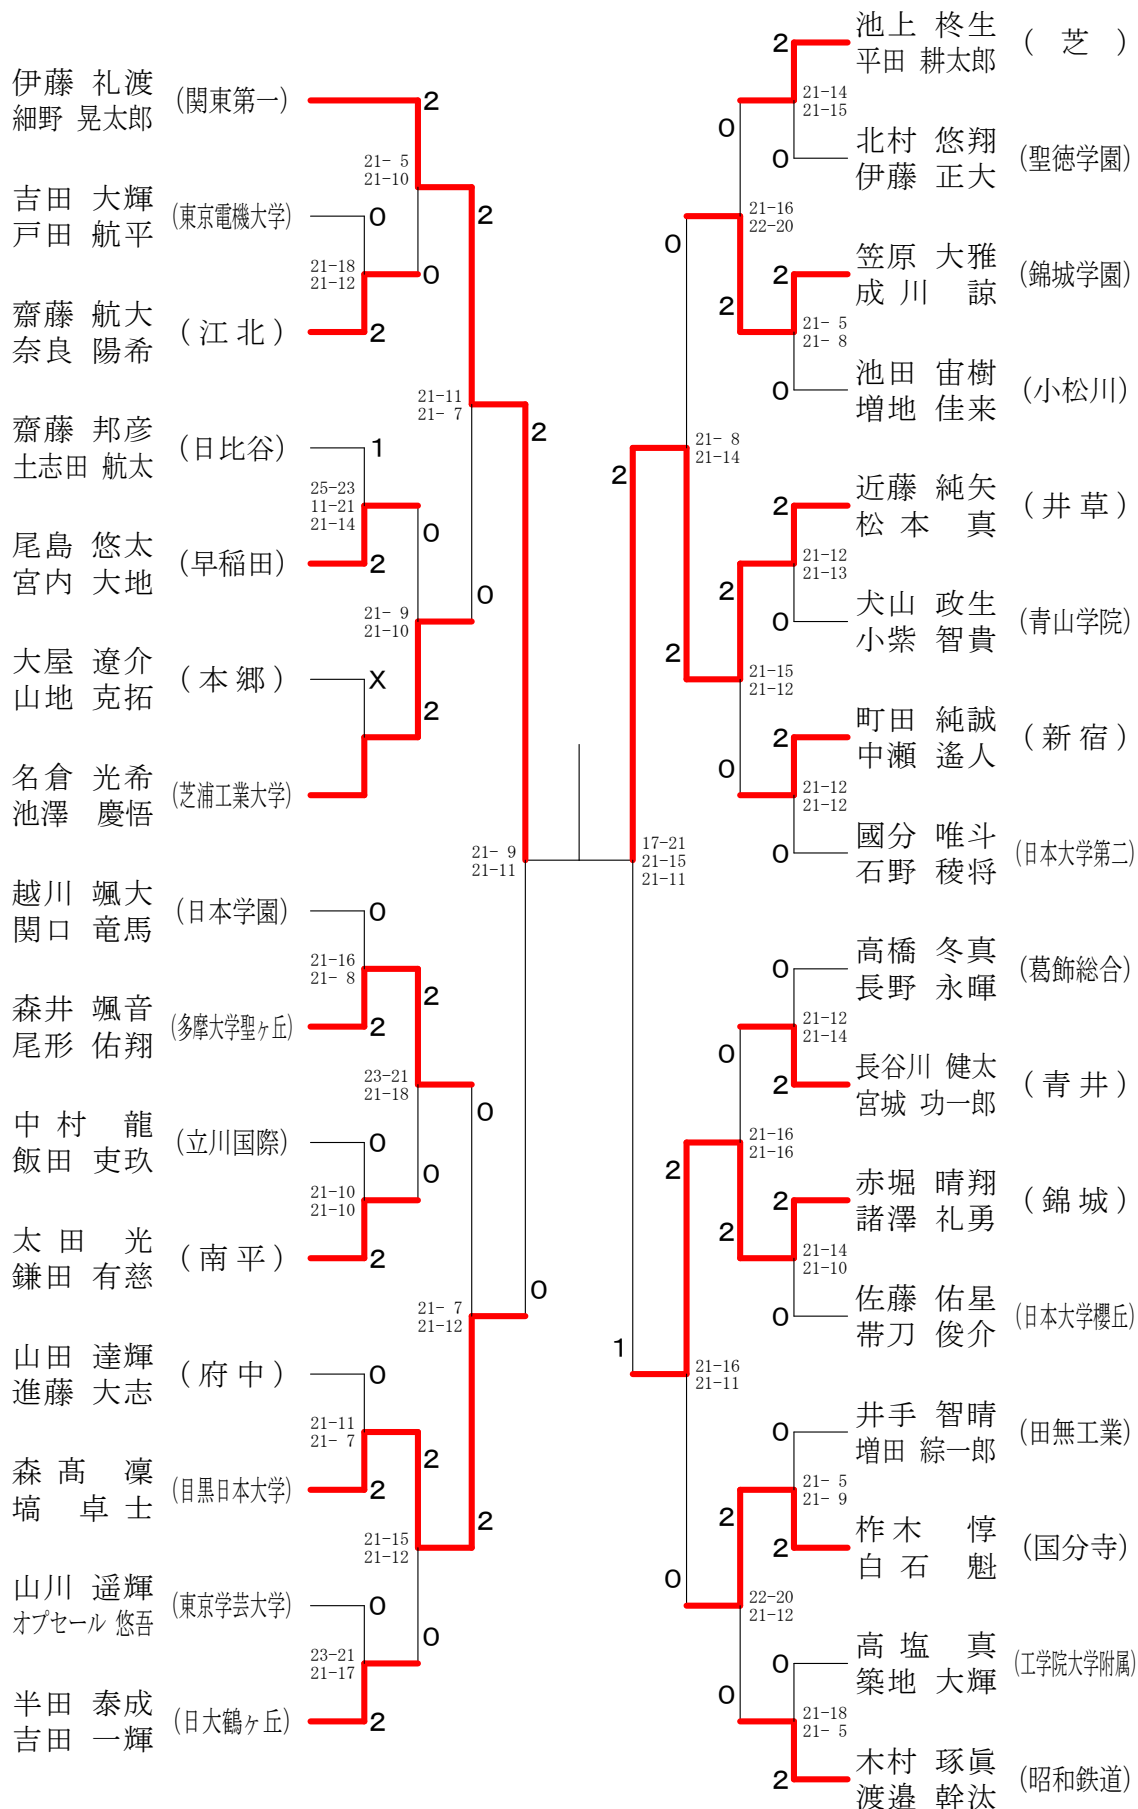 伊藤 礼渡
細野 晃太郎
(関東第一)
2
21- 5
21-10
2
吉田 大輝
戸田 航平
(東京電機大学)
0
21-18
21-12
0
齋藤 航大
奈良 陽希
(江北)
2
21-11
21- 7
2
齋藤 邦彦
土志田 航太
(日比谷)
1
25-23
11-21
21-14
0
尾島 悠太
宮内 大地
(早稲田)
2
21- 9
21-10
0
大屋 遼介
山地 克拓
(本郷)
X
2
名倉 光希
池澤 慶悟
(芝浦工業大学)
21- 9
21-11
越川 颯大
関口 竜馬
(日本学園)
0
21-16
21- 8
2
森井 颯音
尾形 佑翔
(多摩大学聖ヶ丘)
2
23-21
21-18
0
中村 龍
飯田 吏玖
(立川国際)
0
21-10
21-10
0
太田 光
鎌田 有慈
(南平)
2
21- 7
21-12
0
山田 達輝
進藤 大志
(府中)
0
21-11
21- 7
2
森髙 凜
塙 卓士
(目黒日本大学)
2
21-15
21-12
2
山川 遥輝
オプセール 悠吾
(東京学芸大学)
0
23-21
21-17
0
半田 泰成
吉田 一輝
(日大鶴ヶ丘)
2
池上 柊生
平田 耕太郎
(芝)
2
21-14
21-15
0
北村 悠翔
伊藤 正大
(聖徳学園)
0
21-16
22-20
0
笠原 大雅
成川 諒
(錦城学園)
2
2
21- 5
21- 8
池田 宙樹
増地 佳来
(小松川)
0
21- 8
21-14
2
近藤 純矢
松本 真
(井草)
2
21-12
21-13
2
犬山 政生
小紫 智貴
(青山学院)
0
2
21-15
21-12
町田 純誠
中瀬 遙人
(新宿)
2
0
21-12
21-12
國分 唯斗
石野 稜将
(日本大学第二)
0
17-21
21-15
21-11
高橋 冬真
長野 永暉
(葛飾総合)
0
21-12
21-14
0
長谷川 健太
宮城 功一郎
(青井)
2
21-16
21-16
2
赤堀 晴翔
諸澤 礼勇
(錦城)
2
2
21-14
21-10
佐藤 佑星
帯刀 俊介
(日本大学櫻丘)
0
1
21-16
21-11
井手 智晴
増田 綜一郎
(田無工業)
0
21- 5
21- 9
2
柞木 惇
白石 魁
(国分寺)
2
0
22-20
21-12
高塩 真
築地 大輝
(工学院大学附属)
0
0
21-18
21- 5
木村 琢眞
渡邉 幹汰
(昭和鉄道)
2